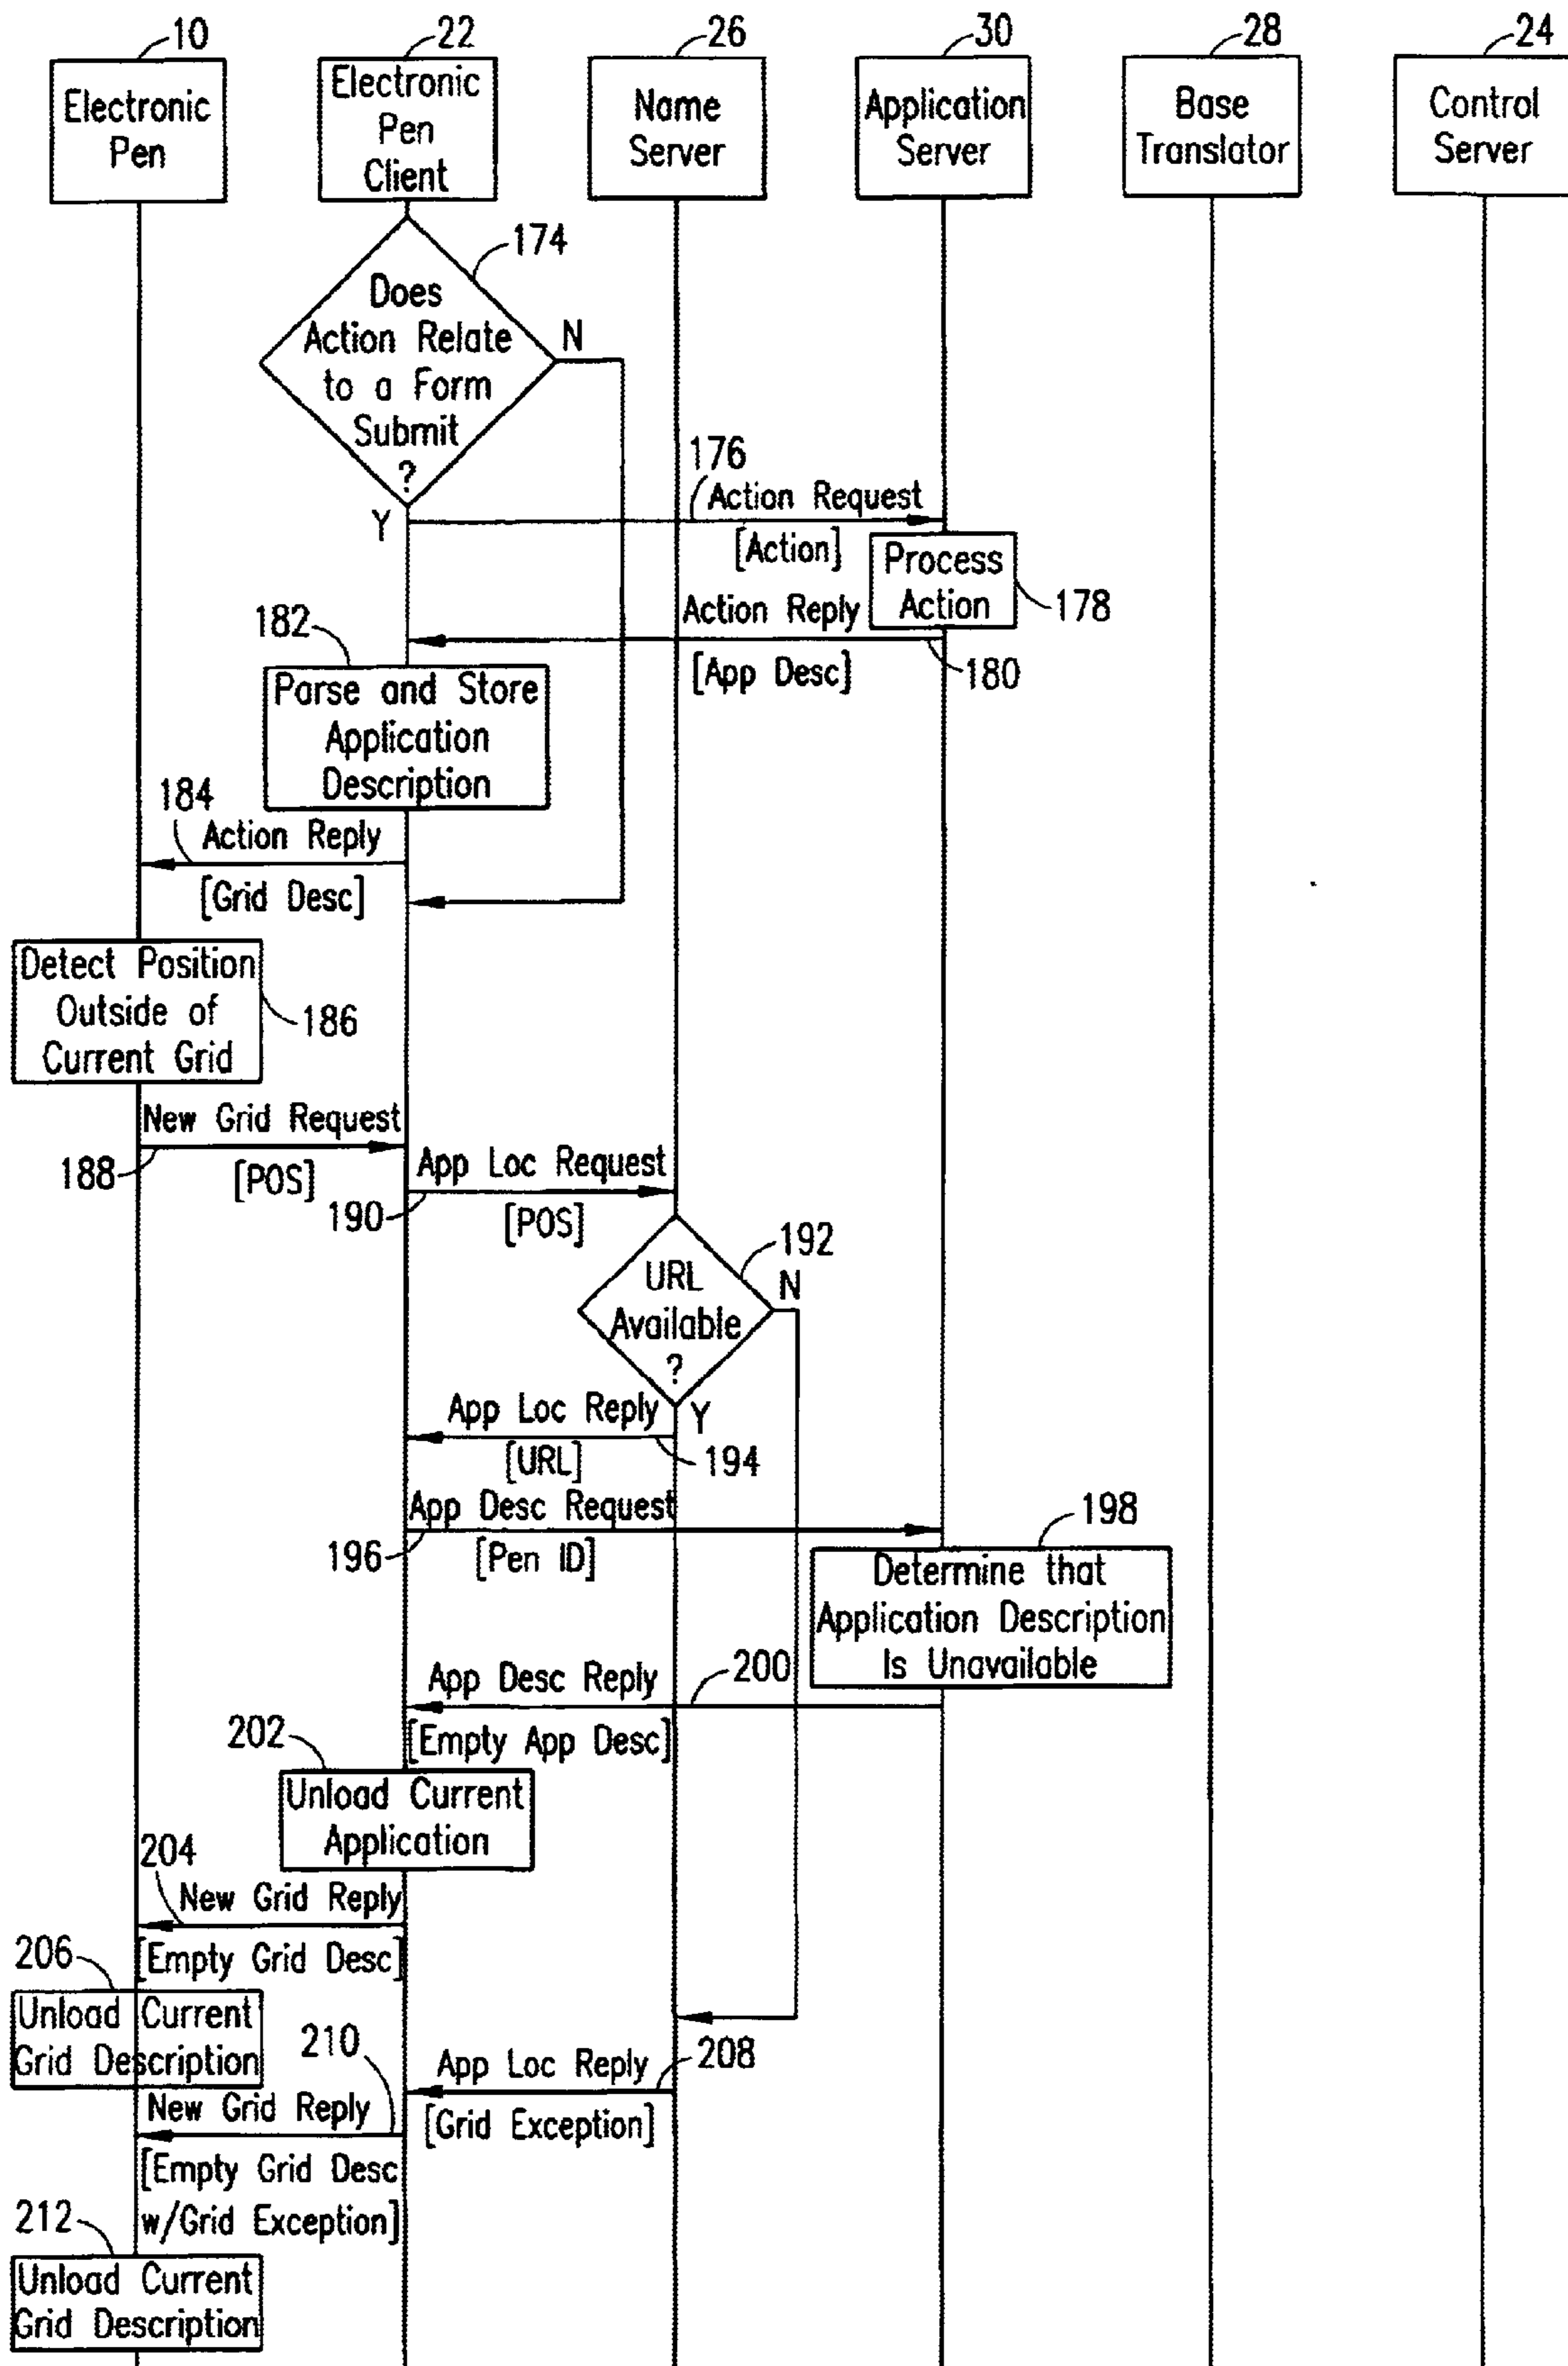 10
22
26
30
28
24
Electronic
Pen
Electronic
Pen
Client
Name
Server
Application
Server
Base
Translator
Control
Server
174
Does
Action Relate
to a Form
Submit
?
N
Y
176
Action Request
[Action]
Process
Action
178
Action Reply
[App Desc]
180
182
Parse and Store
Application
Description
184
Action Reply
[Grid Desc]
Detect Position
Outside of
Current Grid
186
New Grid Request
188
[POS]
App Loc Request
190
[POS]
192
URL
Available
?
N
Y
App Loc Reply
[URL]
194
App Desc Request
196
[Pen ID]
198
Determine that
Application Description
Is Unavailable
App Desc Reply
200
[Empty App Desc]
202
Unload Current
Application
204
New Grid Reply
[Empty Grid Desc]
206
Unload Current
Grid Description
App Loc Reply
208
[Grid Exception]
210
New Grid Reply
[Empty Grid Desc
w/Grid Exception]
212
Unload Current
Grid Description